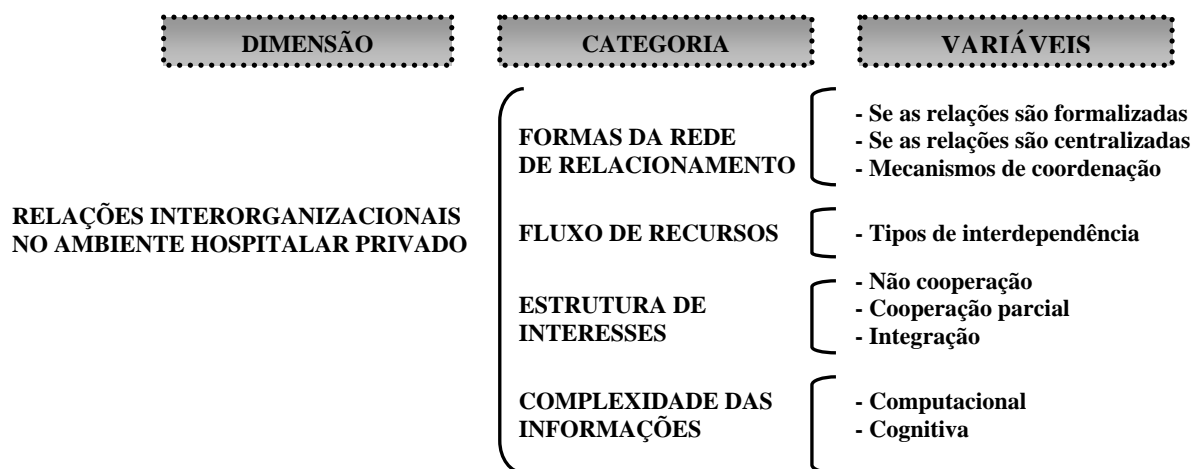 DIMENSÃO
CATEGORIA
VARIÁVEIS
RELAÇÕES INTERORGANIZACIONAIS
NO AMBIENTE HOSPITALAR PRIVADO
FORMAS DA REDE
DE RELACIONAMENTO
- Se as relações são formalizadas
- Se as relações são centralizadas
- Mecanismos de coordenação
FLUXO DE RECURSOS
- Tipos de interdependência
ESTRUTURA DE
INTERESSES
- Não cooperação
- Cooperação parcial
- Integração
COMPLEXIDADE DAS
INFORMAÇÕES
- Computacional
- Cognitiva